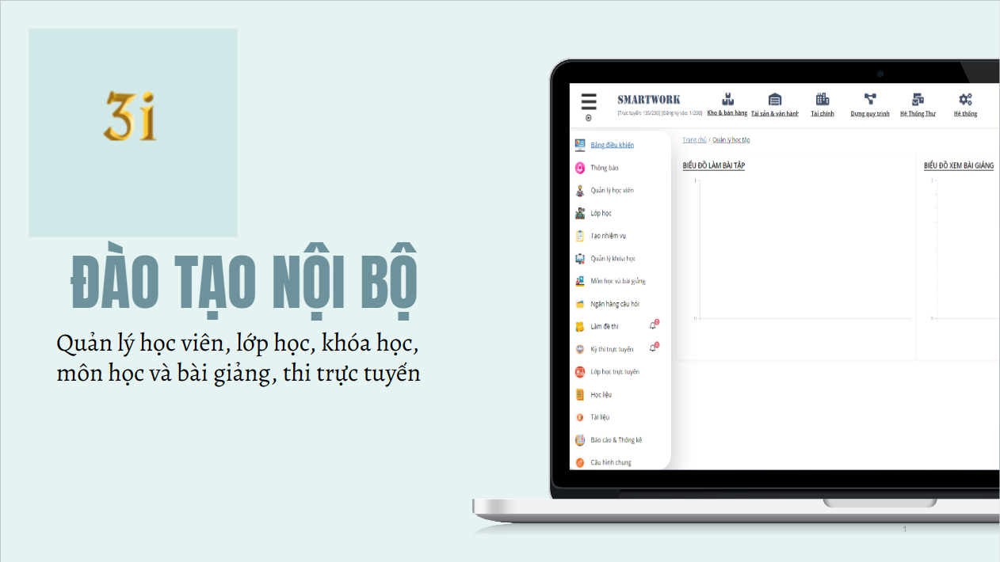 3i
ĐÀO TẠO NỘI BỘ
Quản lý học viên, lớp học, khóa học,
môn học và bài giảng, thi trực tuyến
SMARTWORK
[Trực tuyến: 135/230] [Đăng ký vào: 1/230]
Kho & bán hàng
Tài sản & vận hành
Tài chính
Dựng quy trình
Hệ Thống Thư
Hệ thống
Trang chủ / Quản lý học tập
Bảng điều khiển
Thông báo
Quản lý học viên
Lớp học
Tạo nhiệm vụ
Quản lý khóa học
Môn học và bài giảng
Ngân hàng câu hỏi
Làm đề thi
0
Kỳ thi trực tuyến
0
Lớp học trực tuyến
Học liệu
Tài liệu
Báo cáo & Thống kê
Cấu hình chung
BIỂU ĐỒ LÀM BÀI TẬP
1
0
BIỂU ĐỒ XEM BÀI GIẢNG
1
0
1